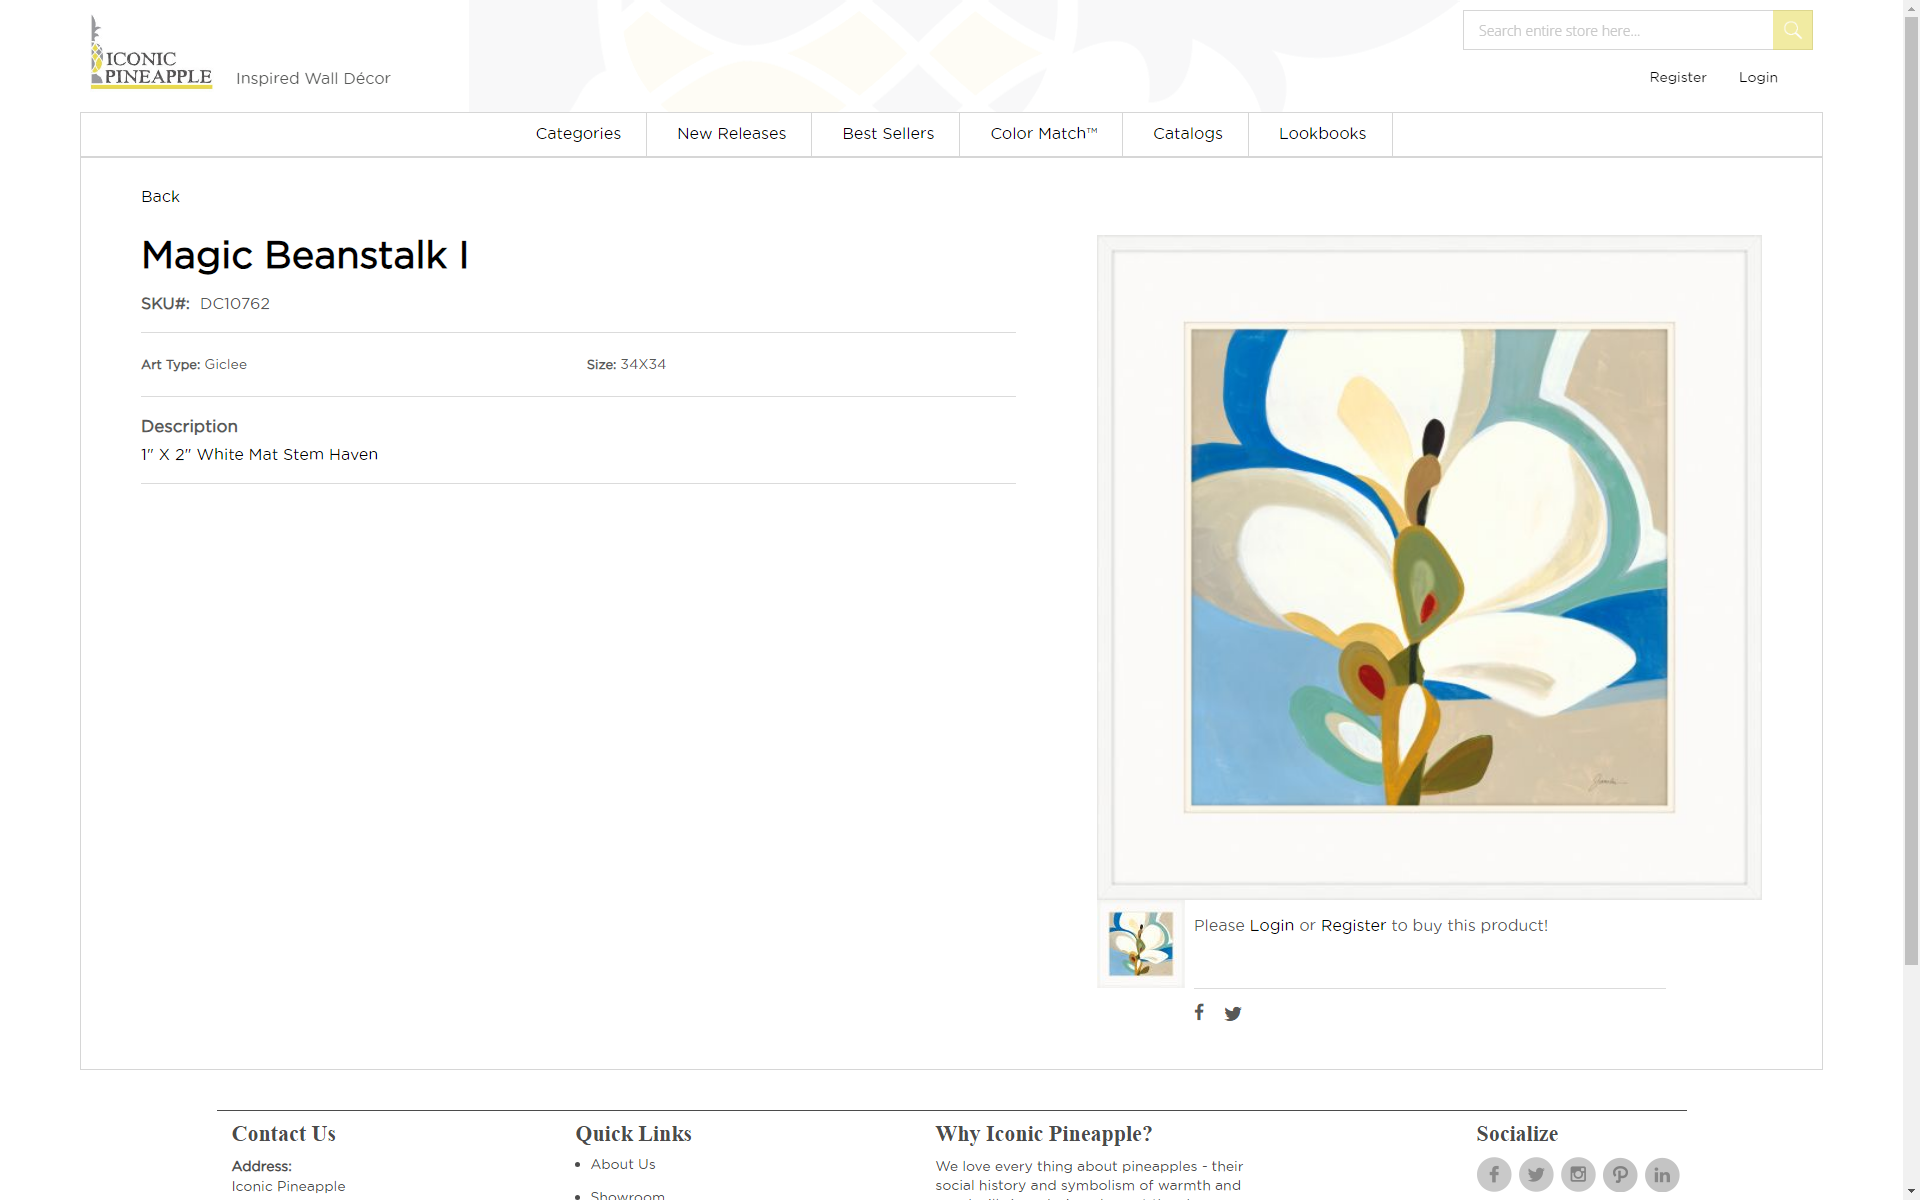 ICONIC
PINEAPPLE
Inspired Wall Décor
Search entire store here...
Register
Login
Categories
New Releases
Best Sellers
Color Match™
Catalogs
Lookbooks
Back
Magic Beanstalk I
SKU#: DC10762
Art Type: Giclee
Size: 34X34
Description
1" X 2" White Mat Stem Haven
Please Login or Register to buy this product!
Contact Us
Address:
Iconic Pineapple
Quick Links
About Us
Showroom
Why Iconic Pineapple?
We love every thing about pineapples - their
social history and symbolism of warmth and
Socialize